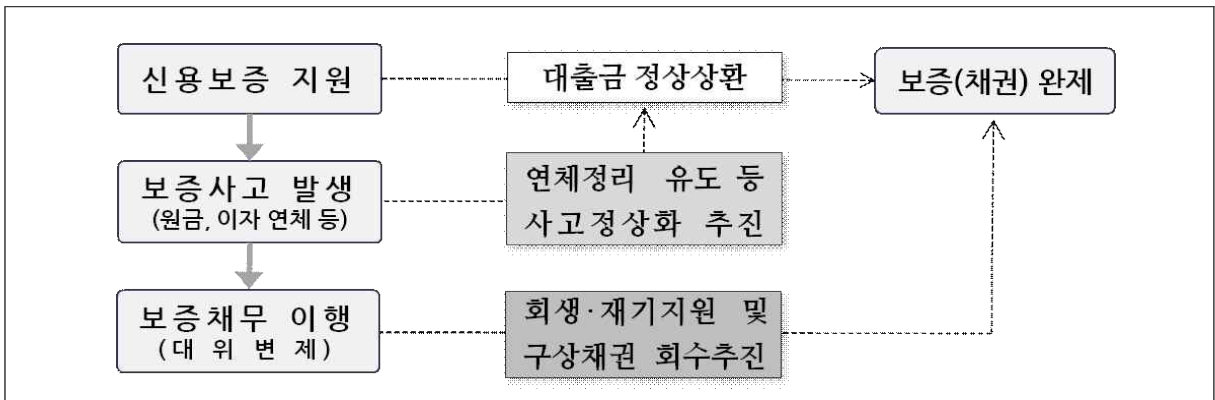 신용보증 지원
대출금 정상상환
보증(채권) 완제
보증사고 발생
(원금, 이자 연체 등)
연체정리 유도 등
사고정상화 추진
보증채무 이행
(대 위 변 제)
회생·재기지원 및
구상채권 회수추진